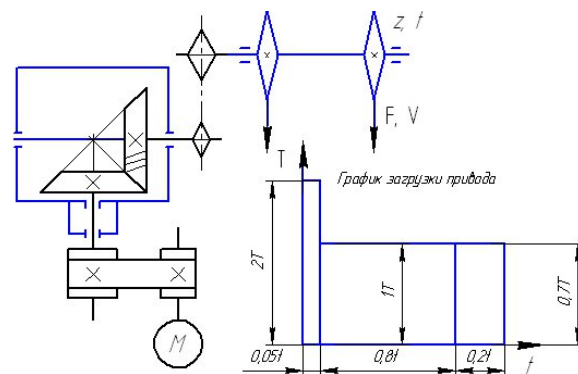 z, t
F, V
T
График загрузки привода
2T
1T
0,7T
0,05t
0,8t
0,2t
t
M